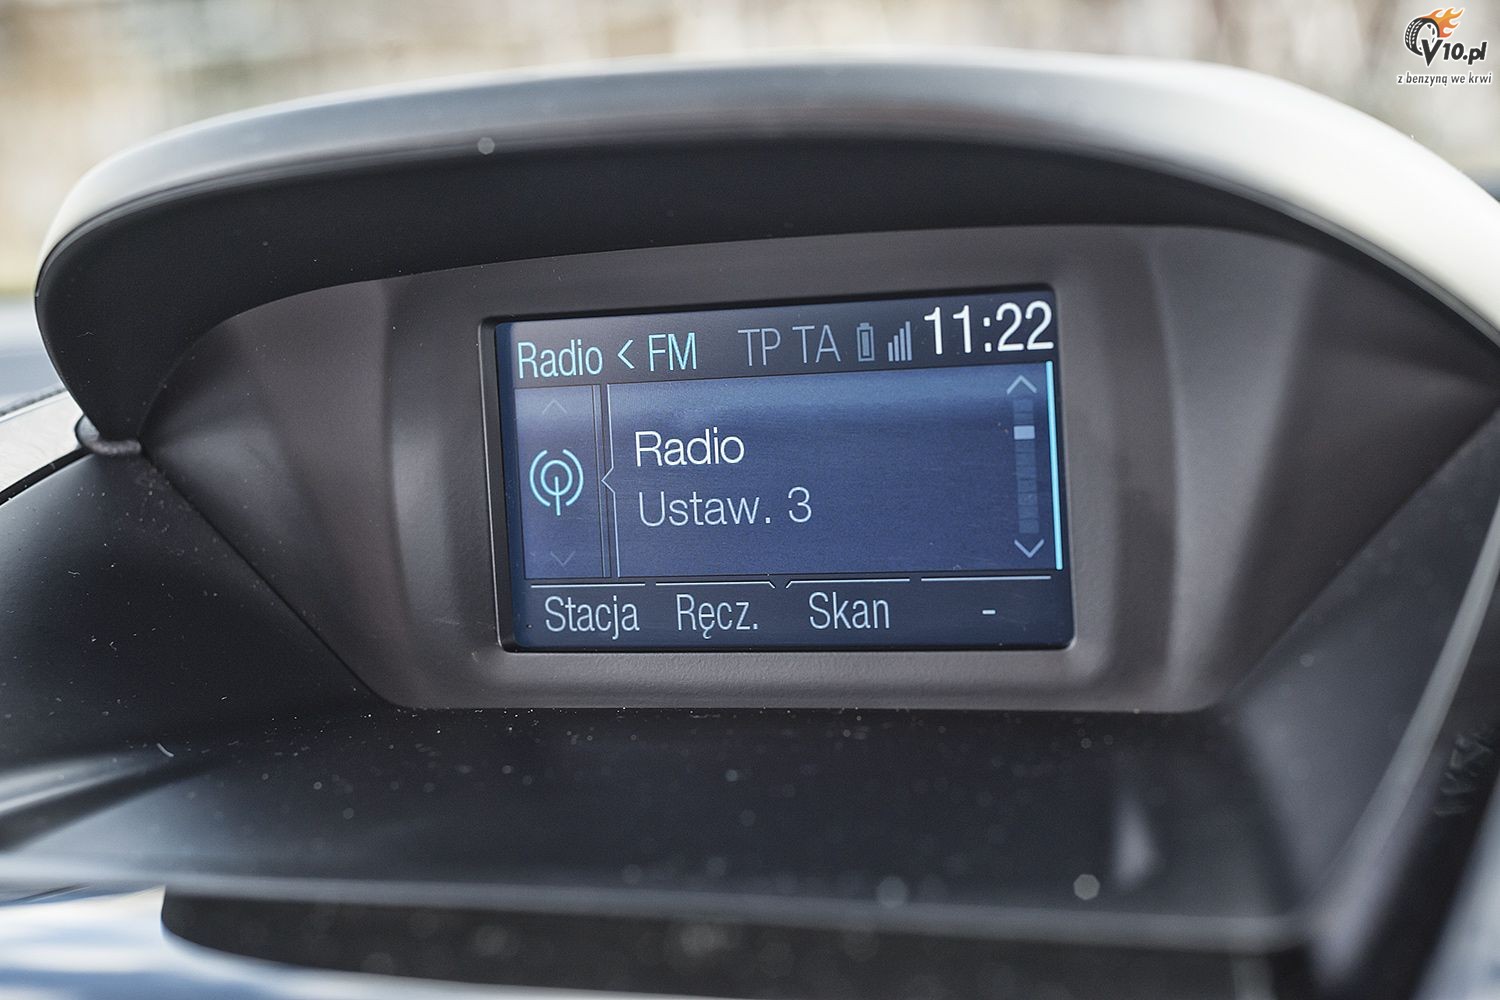 V10.pl
z benzyną we krwi
Radio < FM TP TA 11:22
Radio
Ustaw. 3
Stacja Ręcz. Skan -